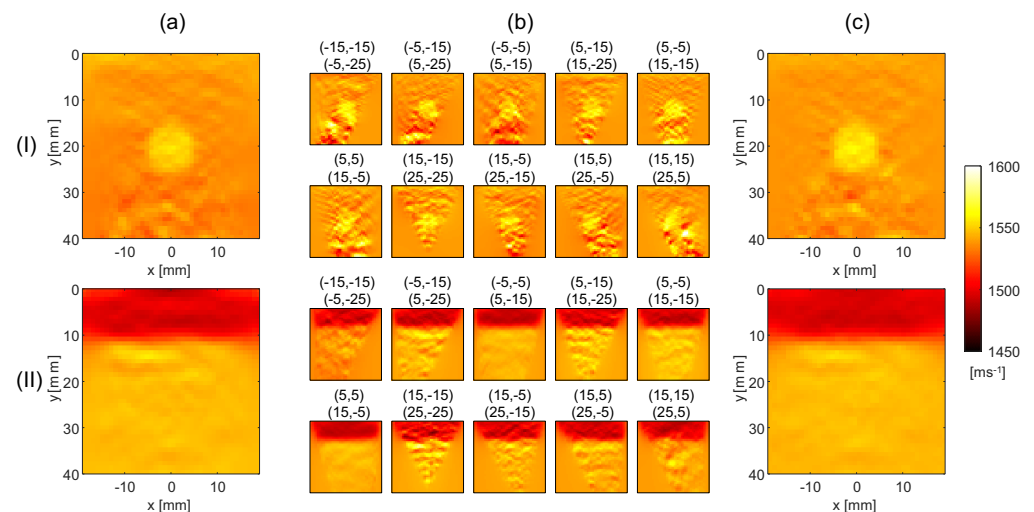 (a)
(b)
(c)
(I)
0
10
20
30
40
y [mm]
-10
0
10
x [mm]
(-15,-15) (-5,-15) (-5,-5) (5,-15) (5,-5)
(-5,-25) (5,-25) (5,-15) (15,-25) (15,-15)
(5,5) (15,-15) (15,-5) (15,5) (15,15)
(15,-5) (25,-25) (25,-15) (25,-5) (25,5)
0
10
20
30
40
y [mm]
-10
0
10
x [mm]
1600
1550
1500
1450
[ms-1]
(II)
0
10
20
30
40
y [mm]
-10
0
10
x [mm]
(-15,-15) (-5,-15) (-5,-5) (5,-15) (5,-5)
(-5,-25) (5,-25) (5,-15) (15,-25) (15,-15)
(5,5) (15,-15) (15,-5) (15,5) (15,15)
(15,-5) (25,-25) (25,-15) (25,-5) (25,5)
0
10
20
30
40
y [mm]
-10
0
10
x [mm]